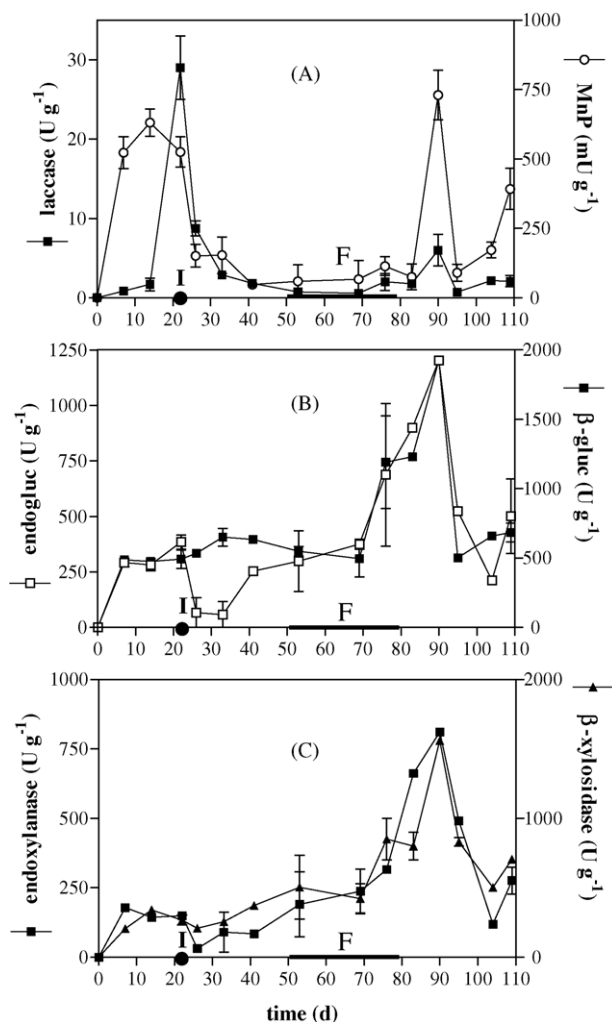 (A)
laccase (U g⁻¹)
30
20
10
0
1000
750
500
250
0
MnP (mU g⁻¹)
I
F
0 10 20 30 40 50 60 70 80 90 100 110
(B)
endogluc (U g⁻¹)
1250
1000
750
500
250
0
2000
1500
1000
500
0
β-gluc (U g⁻¹)
I
F
0 10 20 30 40 50 60 70 80 90 100 110
(C)
endoxylanase (U g⁻¹)
1000
750
500
250
0
2000
1000
0
β-xylosidase (U g⁻¹)
I
F
0 10 20 30 40 50 60 70 80 90 100 110
time (d)